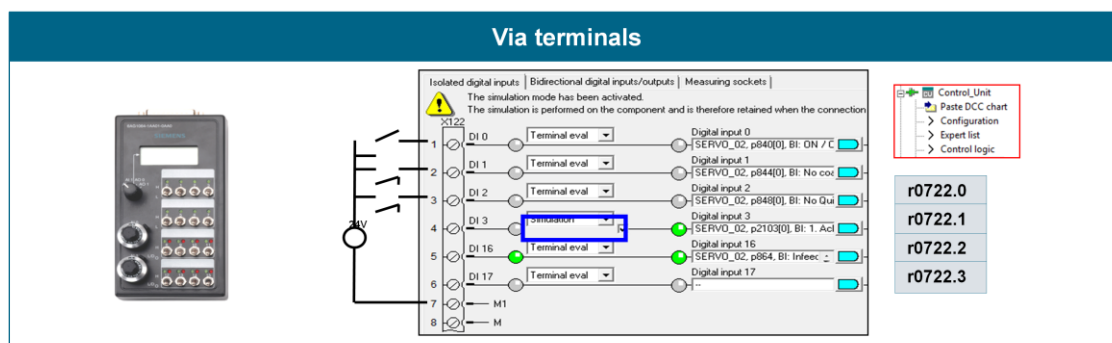 Via terminals
Isolated digital inputs | Bidirectional digital inputs/outputs | Measuring sockets
The simulation mode has been activated.
The simulation is performed on the component and is therefore retained when the connection
X122
DI 0
Terminal eval
Digital input 0
1
SERVO_02, p840[0], BI: ON / O
DI 1
Terminal eval
Digital input 1
2
SERVO_02, p844[0], BI: No coa
DI 2
Terminal eval
Digital input 2
3
SERVO_02, p848[0], BI: No Qui
24V
DI 3
Simulation
Digital input 3
4
SERVO_02, p2103[0], BI: 1. Ack
DI 16
Terminal eval
Digital input 16
5
SERVO_02, p864, BI: Infeed
DI 17
Terminal eval
Digital input 17
6
--
7
M1
8
M
Control_Unit
Paste DCC chart
Configuration
Expert list
Control logic
r0722.0
r0722.1
r0722.2
r0722.3